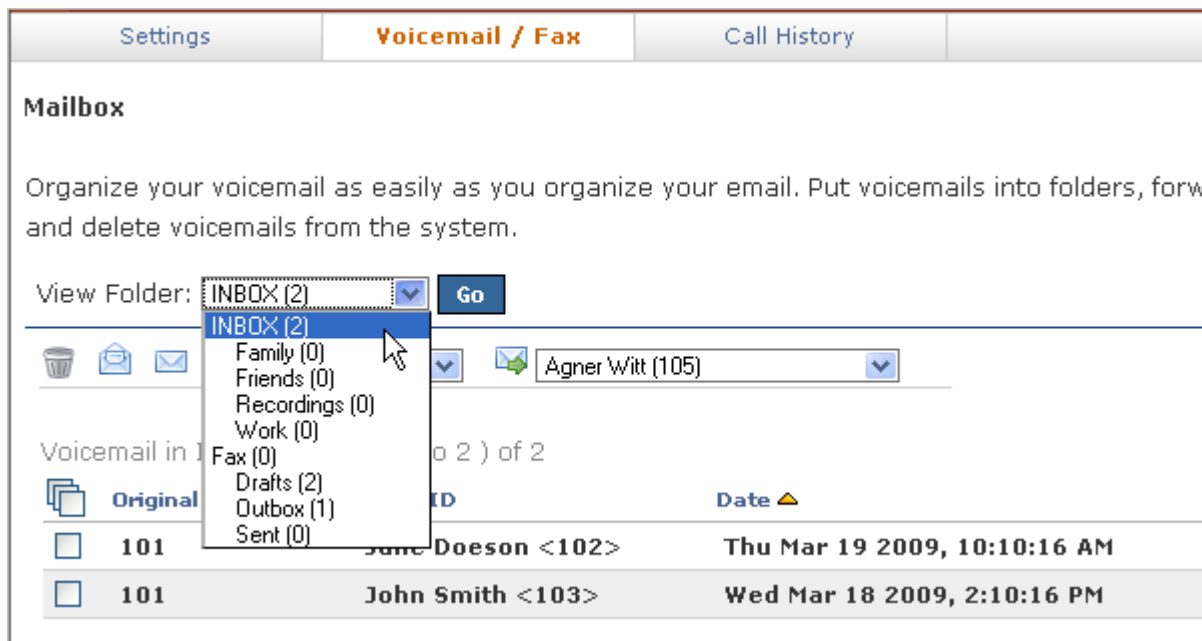 Settings Voicemail / Fax Call History
Mailbox
Organize your voicemail as easily as you organize your email. Put voicemails into folders,
and delete voicemails from the system.
View Folder: INBOX (2) Go
INBOX (2)
Family (0)
Friends (0)
Recordings (0)
Work (0)
Fax (0)
Drafts (2)
Outbox (1)
Sent (0)
Agner Witt (105)
Voicemail in 2 ) of 2
Original ID Date
101 Doeson <102> Thu Mar 19 2009, 10:10:16 AM
101 John Smith <103> Wed Mar 18 2009, 2:10:16 PM